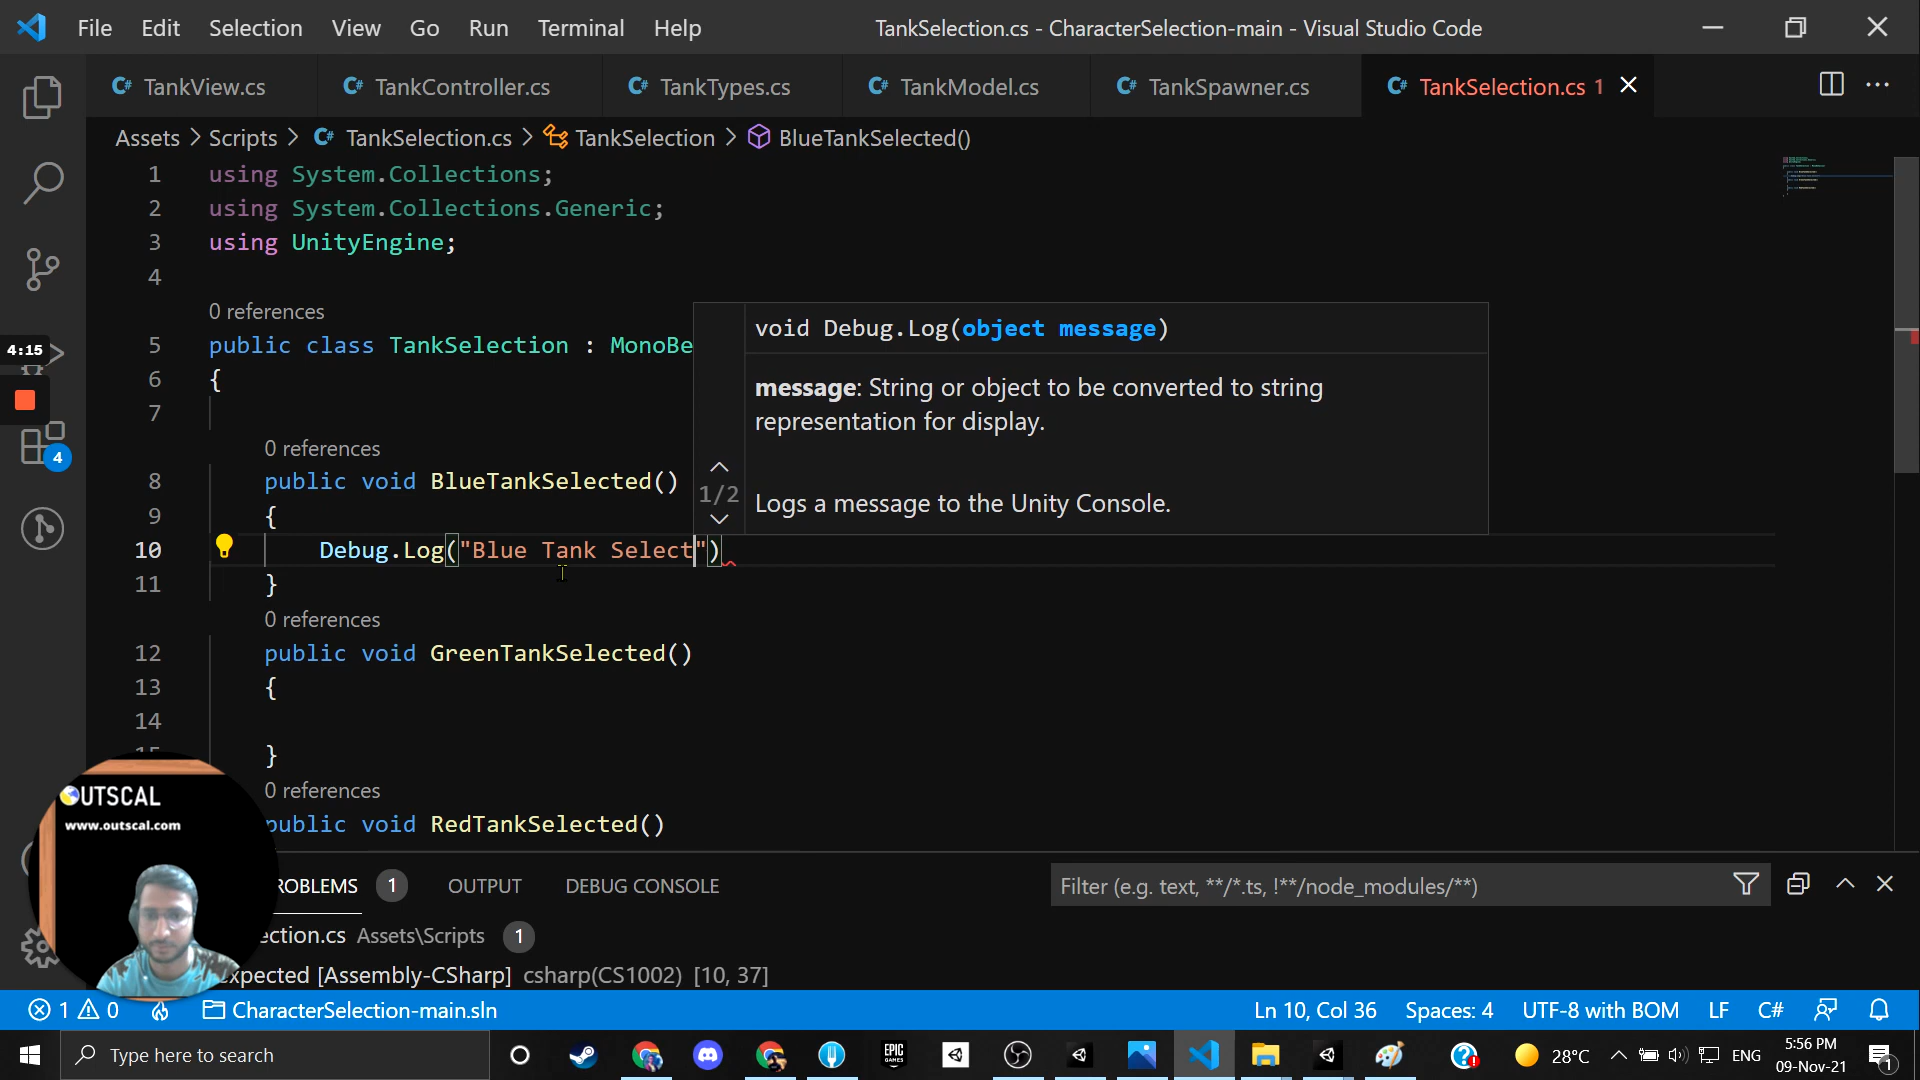 File Edit Selection View Go Run Terminal Help
TankSelection.cs - CharacterSelection-main - Visual Studio Code
TankView.cs TankController.cs TankTypes.cs TankModel.cs TankSpawner.cs TankSelection.cs 1
Assets > Scripts > TankSelection.cs > TankSelection > BlueTankSelected()
1 using System.Collections;
2 using System.Collections.Generic;
3 using UnityEngine;
4
0 references
5 public class TankSelection : MonoBe
6 {
7
0 references
8 public void BlueTankSelected()
9 {
10 Debug.Log("Blue Tank Select")
11 }
0 references
12 public void GreenTankSelected()
13 {
14
}
0 references
public void RedTankSelected()
void Debug.Log(object message)
message: String or object to be converted to string
representation for display.
1/2
Logs a message to the Unity Console.
4:15
4
OUTSCAL
www.outscal.com
ROBLEMS 1 OUTPUT DEBUG CONSOLE
Filter (e.g. text, **/*.ts, !**/node_modules/**)
ection.cs Assets\Scripts 1
expected [Assembly-CSharp] csharp(CS1002) [10, 37]
1 0 CharacterSelection-main.sln
Ln 10, Col 36 Spaces: 4 UTF-8 with BOM LF C#
Type here to search
EPIC GAMES
28°C ENG
5:56 PM
09-Nov-21
1